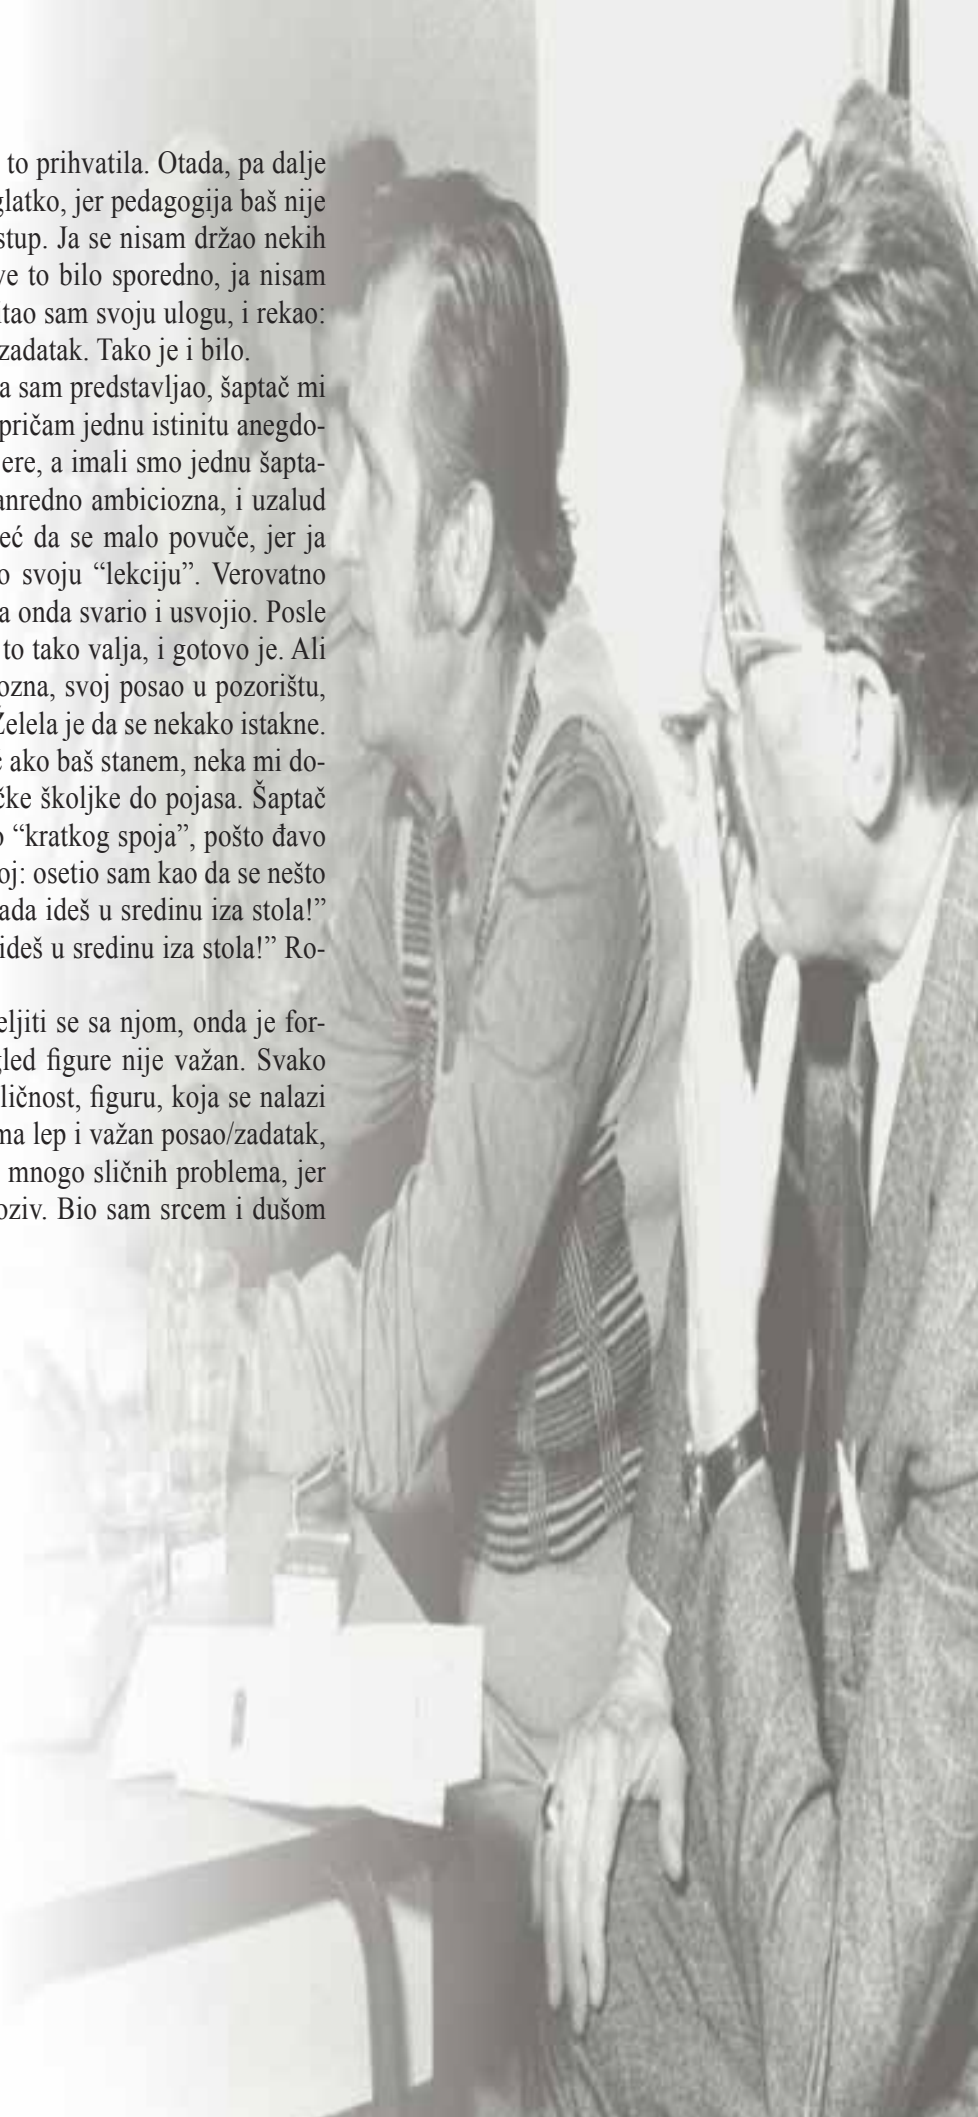 to prihvatila. Otada, pa dalje
glatko, jer pedagogija baš nije
stup. Ja se nisam držao nekih
ve to bilo sporedno, ja nisam
itao sam svoju ulogu, i rekao:
zadatak. Tako je i bilo.
a sam predstavljao, šaptač mi
pričam jednu istinitu anegdo-
ere, a imali smo jednu šapta-
anredno ambiciozna, i uzalud
eć da se malo povuče, jer ja
o svoju “lekciju”. Verovatno
a onda svario i usvojio. Posle
to tako valja, i gotovo je. Ali
ozna, svoj posao u pozorištu,
Želela je da se nekako istakne.
ako baš stanem, neka mi do-
čke školjke do pojasa. Šaptač
o “kratkog spoja”, pošto đavo
oj: osetio sam kao da se nešto
ada ideš u sredinu iza stola!”
ideš u sredinu iza stola!” Ro-
eljiti se sa njom, onda je for-
gled figure nije važan. Svako
ličnost, figuru, koja se nalazi
ma lep i važan posao/zadatak,
mnogo sličnih problema, jer
oziv. Bio sam srcem i dušom